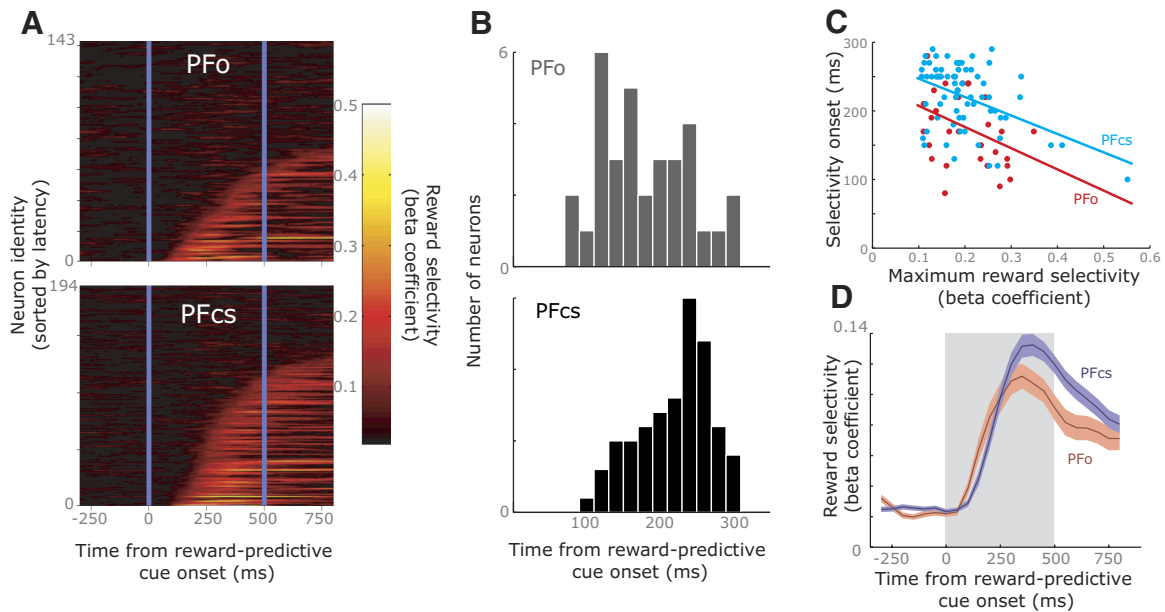 A
143
PFo
0
Neuron identity
(sorted by latency)
194
PFcs
0
-250
0
250
500
750
Time from reward-predictive
cue onset (ms)
0.5
0.4
0.3
0.2
0.1
Reward selectivity
(beta coefficient)
B
6
PFo
0
Number of neurons
PFcs
0
100
200
300
Time from reward-predictive
cue onset (ms)
C
300
200
100
0
Selectivity onset (ms)
PFcs
PFo
0
0.1
0.2
0.3
0.4
0.5
0.6
Maximum reward selectivity
(beta coefficient)
D
0.14
0
Reward selectivity
(beta coefficient)
PFcs
PFo
-250
0
250
500
750
Time from reward-predictive
cue onset (ms)